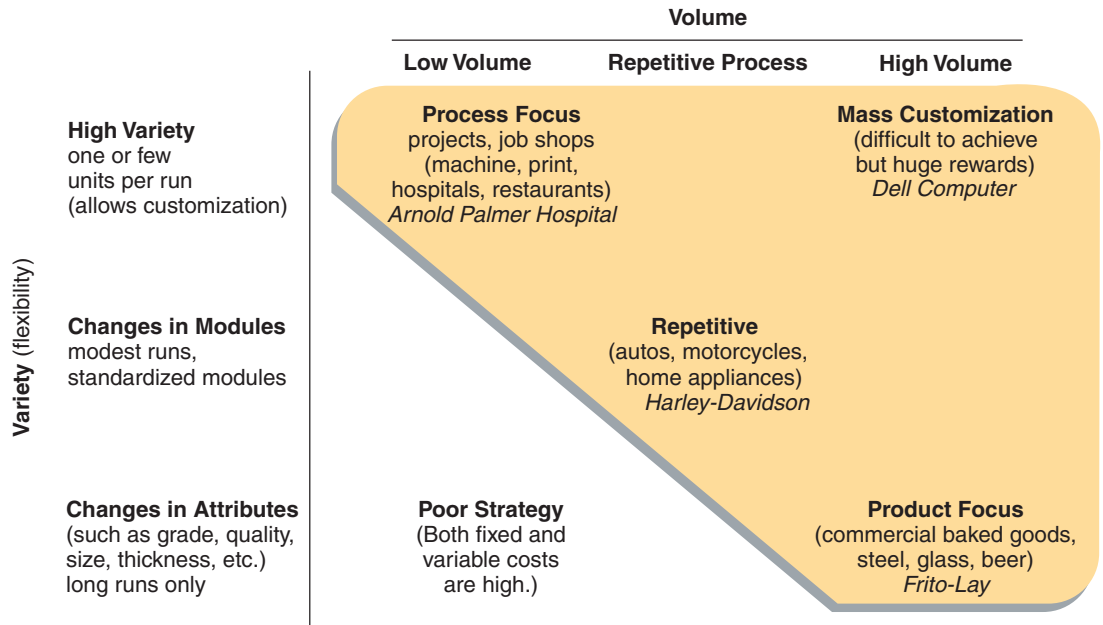 Volume
Low Volume
Repetitive Process
High Volume
Variety (flexibility)
High Variety
one or few
units per run
(allows customization)
Process Focus
projects, job shops
(machine, print,
hospitals, restaurants)
Arnold Palmer Hospital
Mass Customization
(difficult to achieve
but huge rewards)
Dell Computer
Changes in Modules
modest runs,
standardized modules
Repetitive
(autos, motorcycles,
home appliances)
Harley-Davidson
Changes in Attributes
(such as grade, quality,
size, thickness, etc.)
long runs only
Poor Strategy
(Both fixed and
variable costs
are high.)
Product Focus
(commercial baked goods,
steel, glass, beer)
Frito-Lay